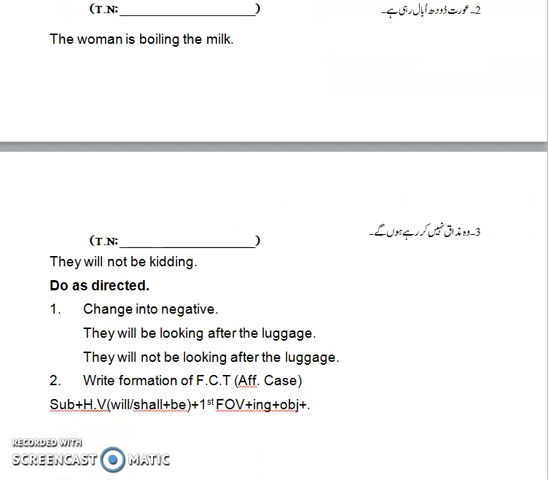 (T.N:____________________) 2۔عورت دُودھ اُبال رہی ہے۔
The woman is boiling the milk.
(T.N:____________________) 3۔وہ مذاق نہیں کر رہے ہوں گے۔
They will not be kidding.
Do as directed.
1. Change into negative.
They will be looking after the luggage.
They will not be looking after the luggage.
2. Write formation of F.C.T (Aff. Case)
Sub+H.V(will/shall+be)+1st FOV+ing+obj+.
RECORDED WITH
SCREENCAST MATIC